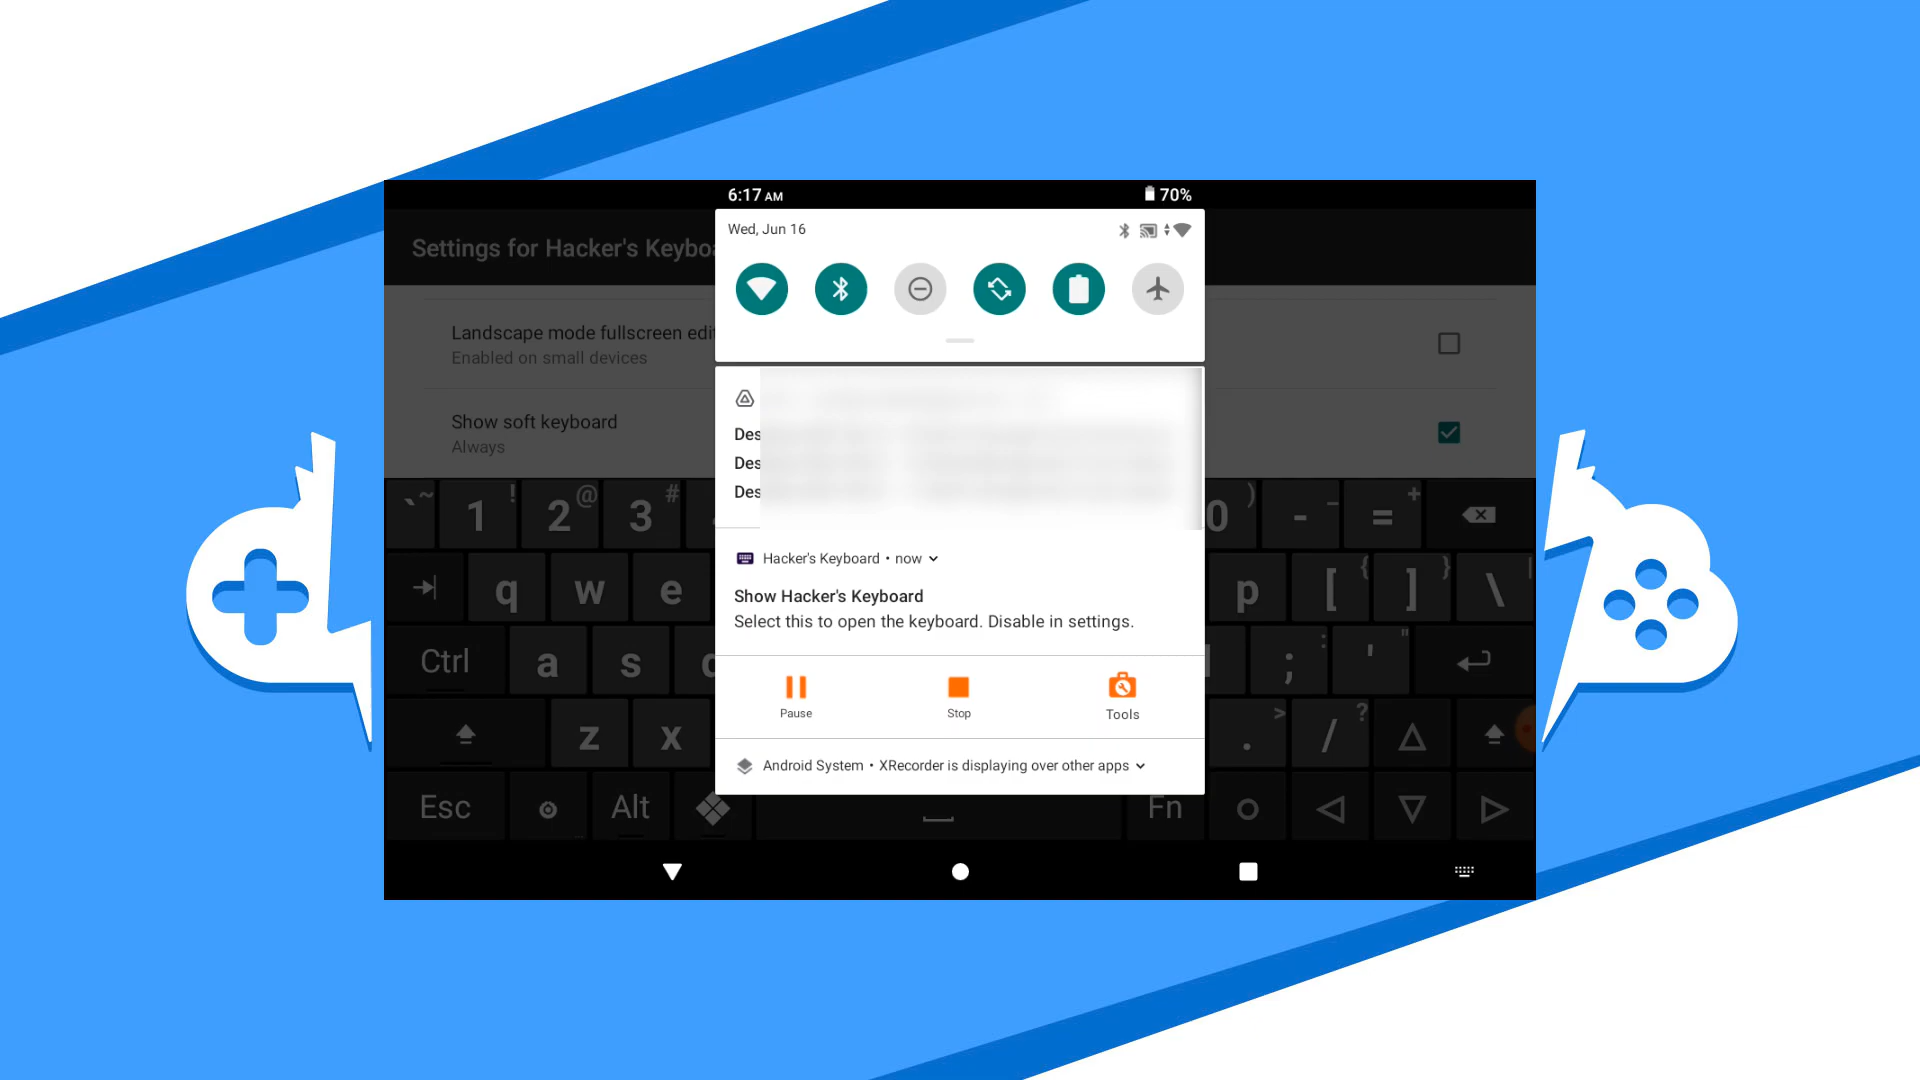 6:17 AM
70%
Wed, Jun 16
Settings for Hacker's Keybo
Landscape mode fullscreen edi
Enabled on small devices
Show soft keyboard
Always
Des
Des
Des
Hacker's Keyboard • now
Show Hacker's Keyboard
Select this to open the keyboard. Disable in settings.
Pause
Stop
Tools
Android System • XRecorder is displaying over other apps
` ~ 1 ! 2 @ 3 # 0 ) - _ = +
q w e p [ { ] } \ |
Ctrl a s ; : ' "
z x . > / ?
Esc Alt Fn